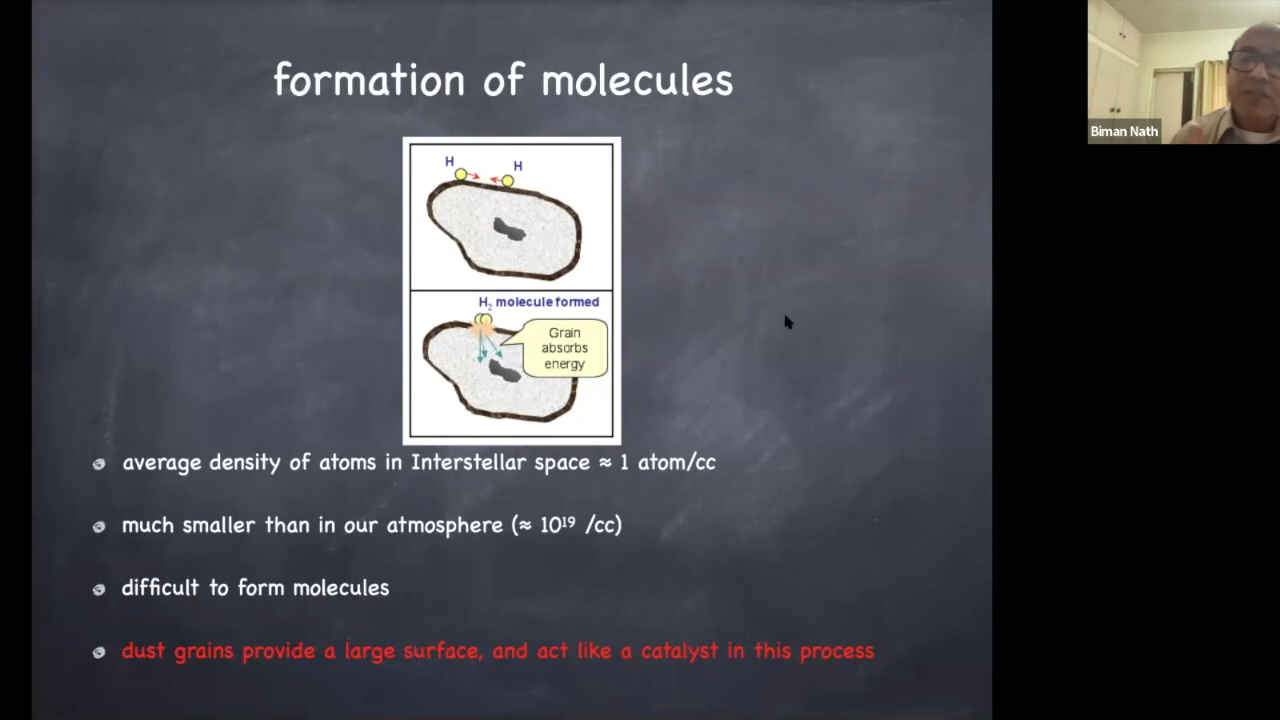 formation of molecules
Biman Nath
H H
H₂ molecule formed
Grain
absorbs
energy
average density of atoms in Interstellar space ≈ 1 atom/cc
much smaller than in our atmosphere (≈ 10¹⁹ /cc)
difficult to form molecules
dust grains provide a large surface, and act like a catalyst in this process